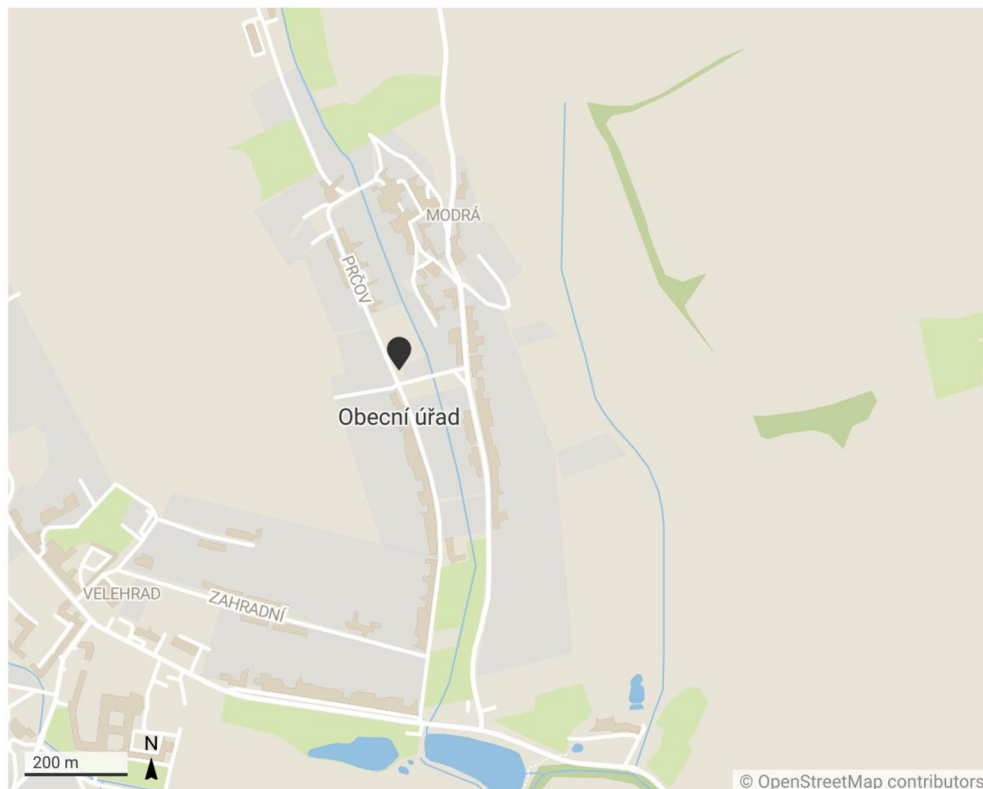 MODRÁ
PRČOV
Obecní úřad
VELEHRAD
ZAHRADNÍ
N
200 m
© OpenStreetMap contributors